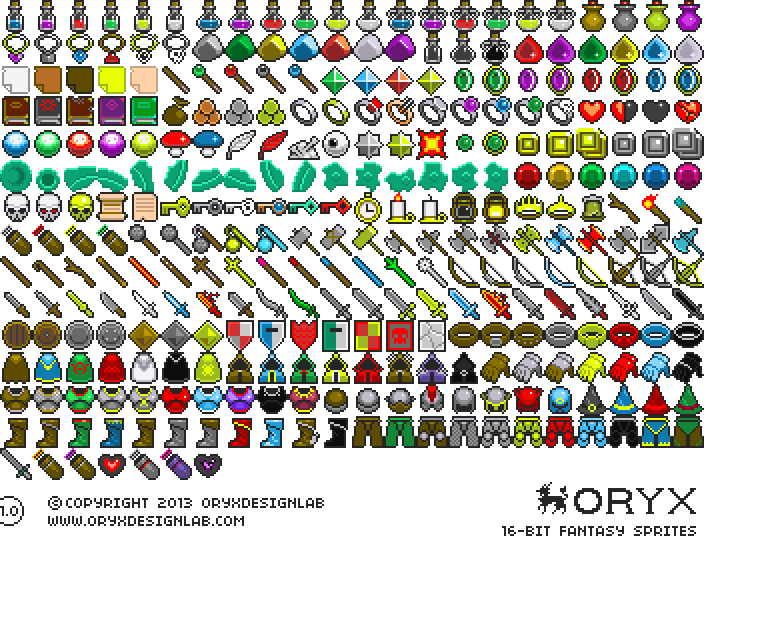 1.0
©COPYRIGHT 2013 ORYXDESIGNLAB
WWW.ORYXDESIGNLAB.COM
ORYX
16-BIT FANTASY SPRITES